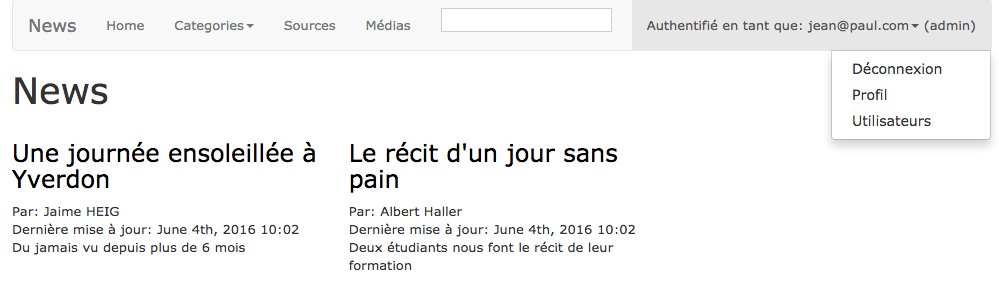 News Home Categories Sources Médias Authentifié en tant que: jean@paul.com (admin)
Déconnexion
Profil
Utilisateurs
News
Une journée ensoleillée à
Yverdon
Par: Jaime HEIG
Dernière mise à jour: June 4th, 2016 10:02
Du jamais vu depuis plus de 6 mois
Le récit d'un jour sans
pain
Par: Albert Haller
Dernière mise à jour: June 4th, 2016 10:02
Deux étudiants nous font le récit de leur
formation